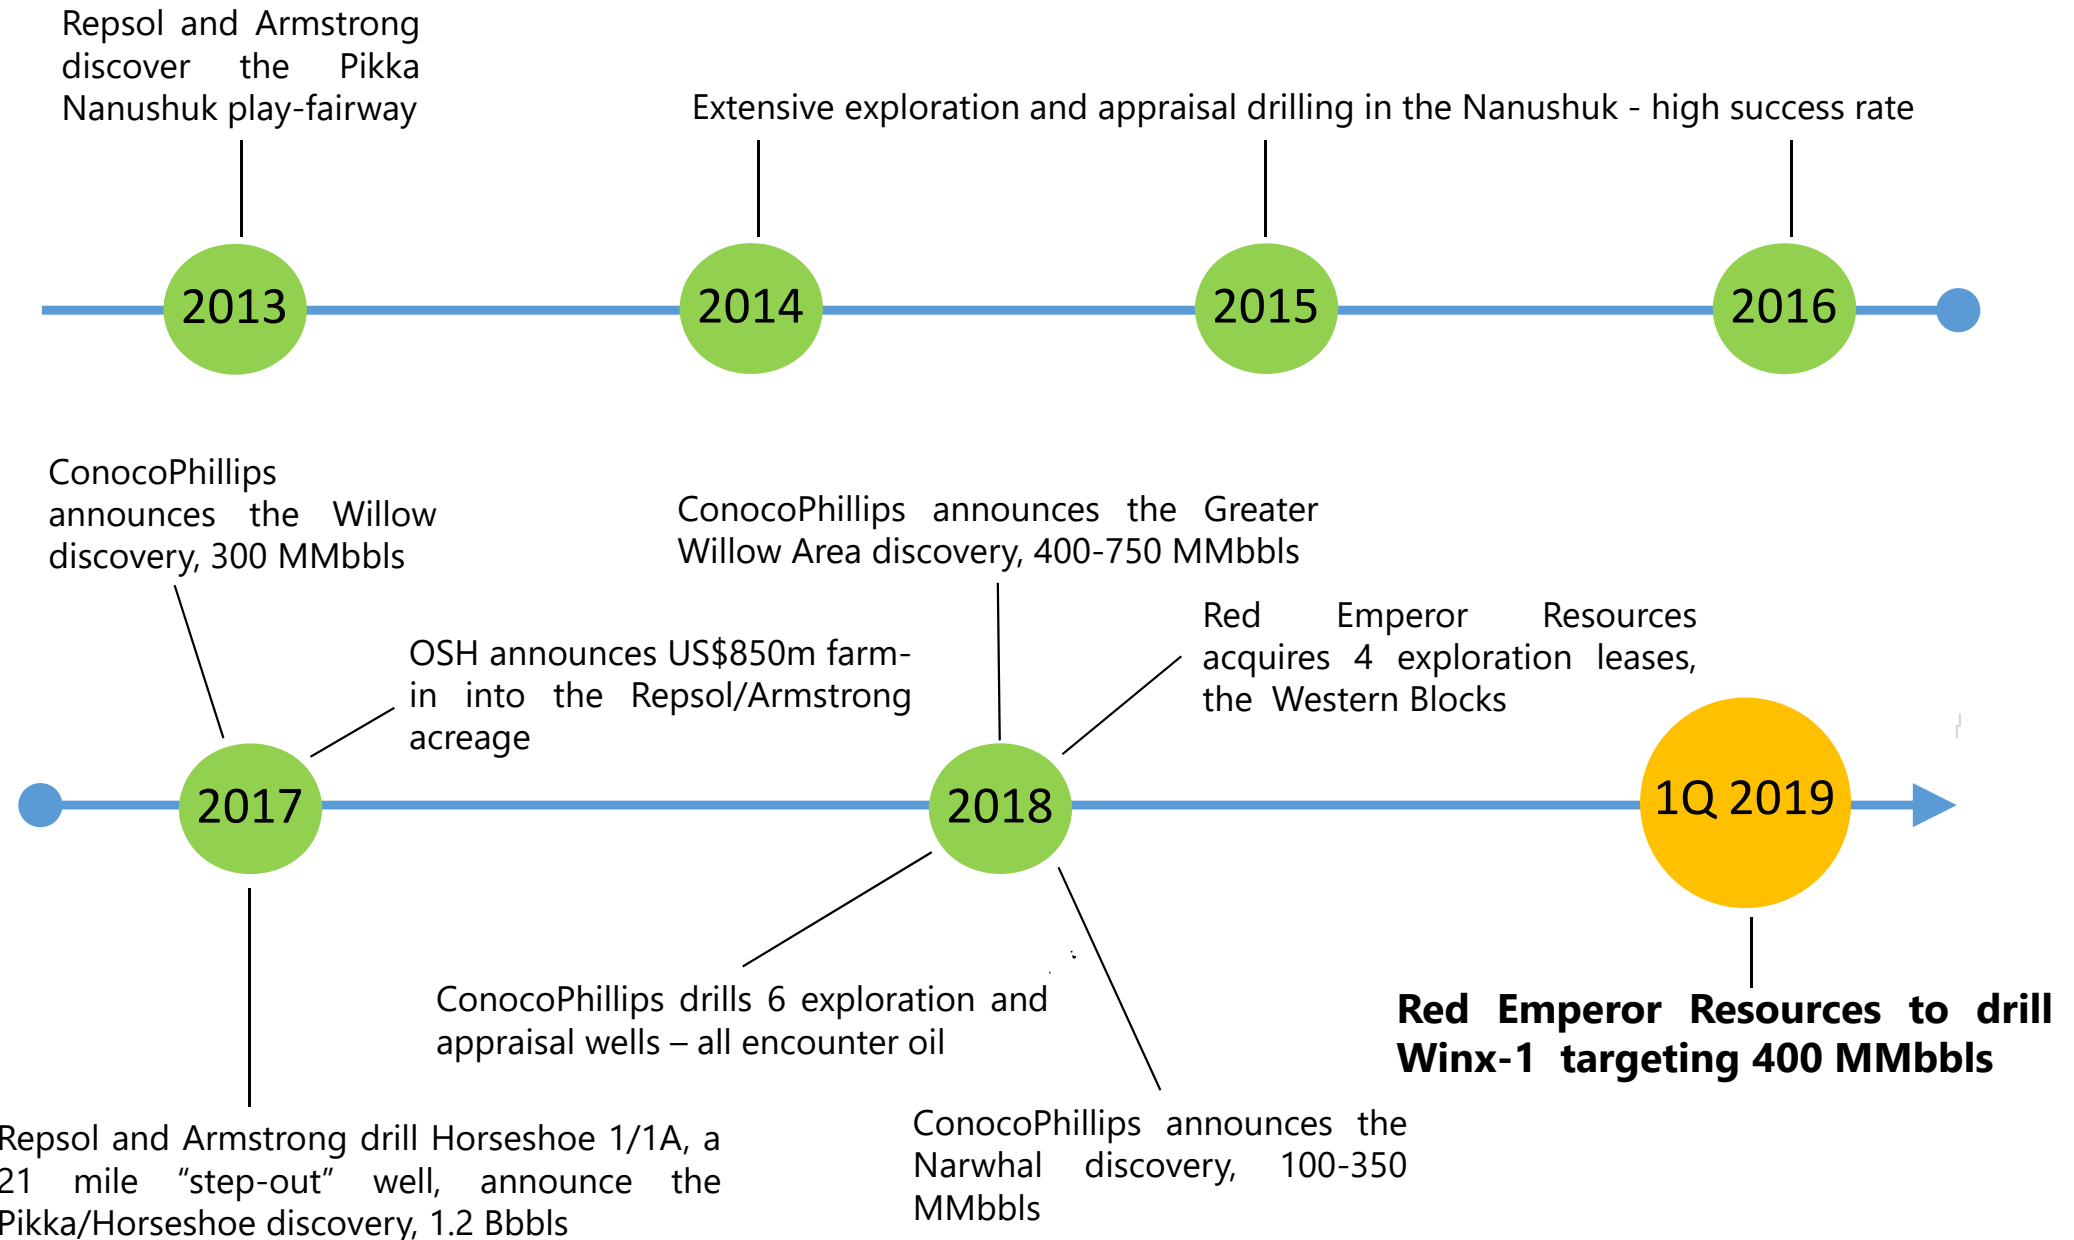 Repsol and Armstrong
discover the Pikka
Nanushuk play-fairway
Extensive exploration and appraisal drilling in the Nanushuk - high success rate
2013
2014
2015
2016
ConocoPhillips
announces the Willow
discovery, 300 MMbbls
OSH announces US$850m farm-
in into the Repsol/Armstrong
acreage
ConocoPhillips announces the Greater
Willow Area discovery, 400-750 MMbbls
Red Emperor Resources
acquires 4 exploration leases,
the Western Blocks
2017
2018
1Q 2019
Repsol and Armstrong drill Horseshoe 1/1A, a
21 mile “step-out” well, announce the
Pikka/Horseshoe discovery, 1.2 Bbbls
ConocoPhillips drills 6 exploration and
appraisal wells – all encounter oil
ConocoPhillips announces the
Narwhal discovery, 100-350
MMbbls
Red Emperor Resources to drill
Winx-1 targeting 400 MMbbls